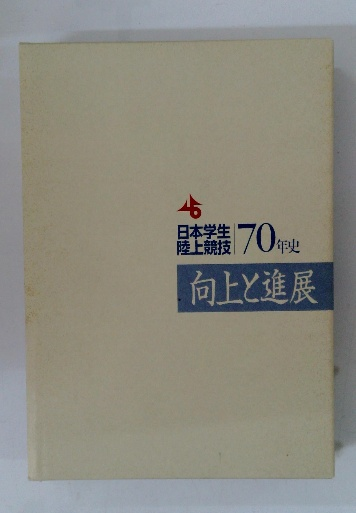 日本学生
陸上競技
70年史
向上と進展